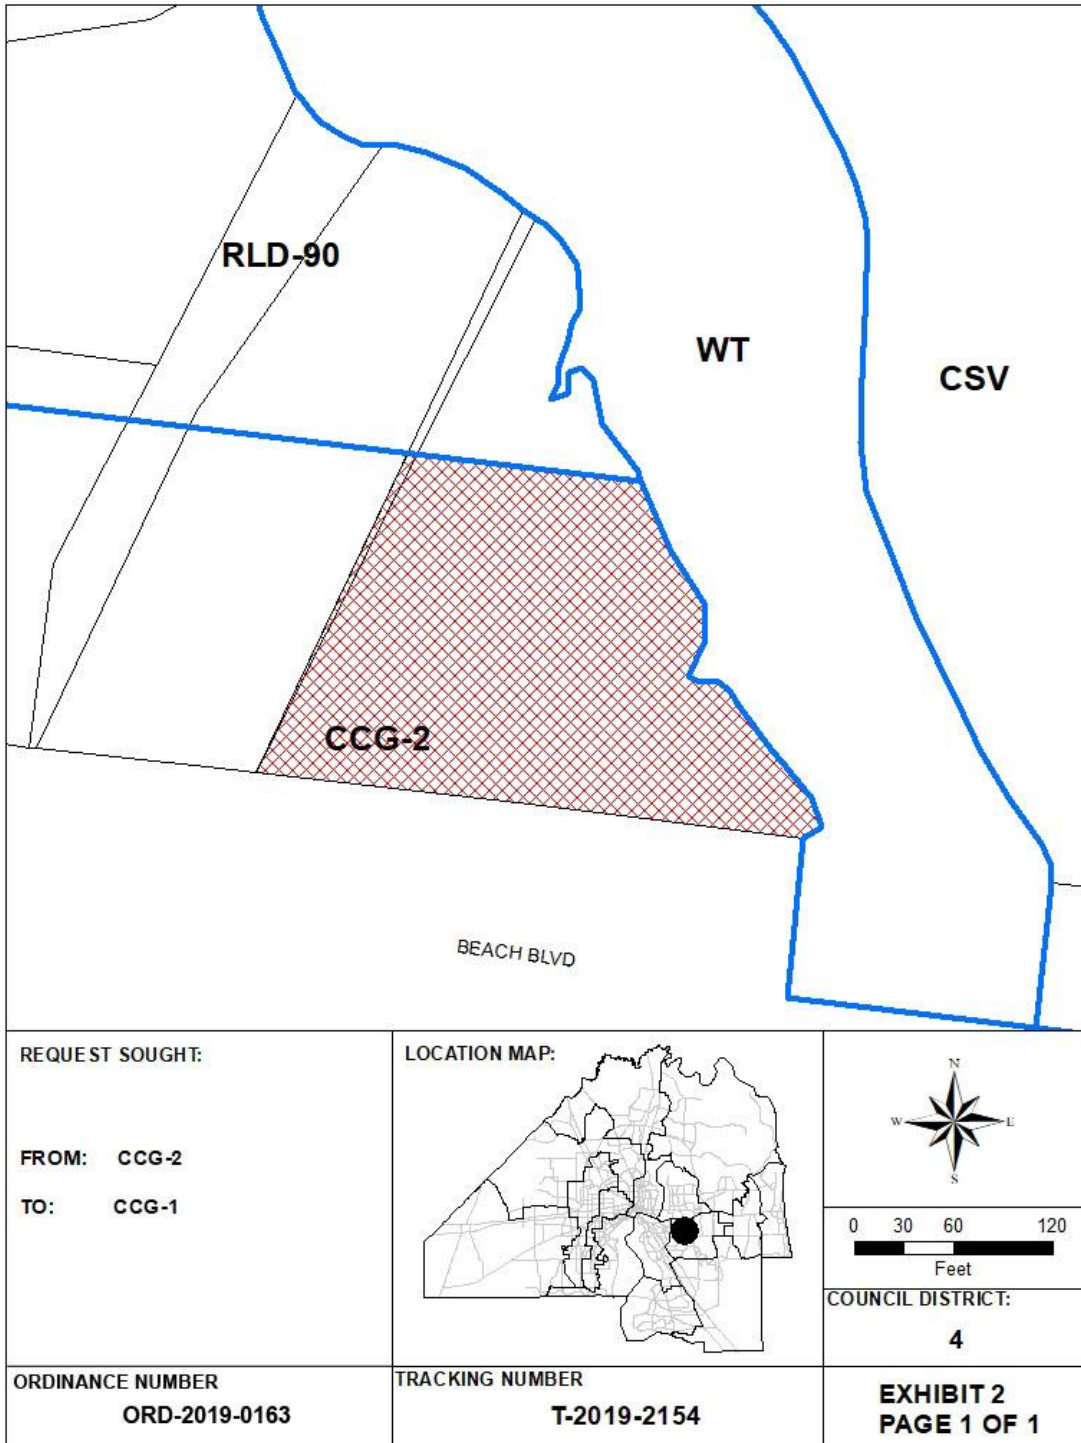 RLD-90
WT
CSV
CCG-2
BEACH BLVD
REQUEST SOUGHT:
FROM: CCG-2
TO: CCG-1
LOCATION MAP:
N
W E
S
0 30 60 120
Feet
COUNCIL DISTRICT:
4
ORDINANCE NUMBER
ORD-2019-0163
TRACKING NUMBER
T-2019-2154
EXHIBIT 2
PAGE 1 OF 1